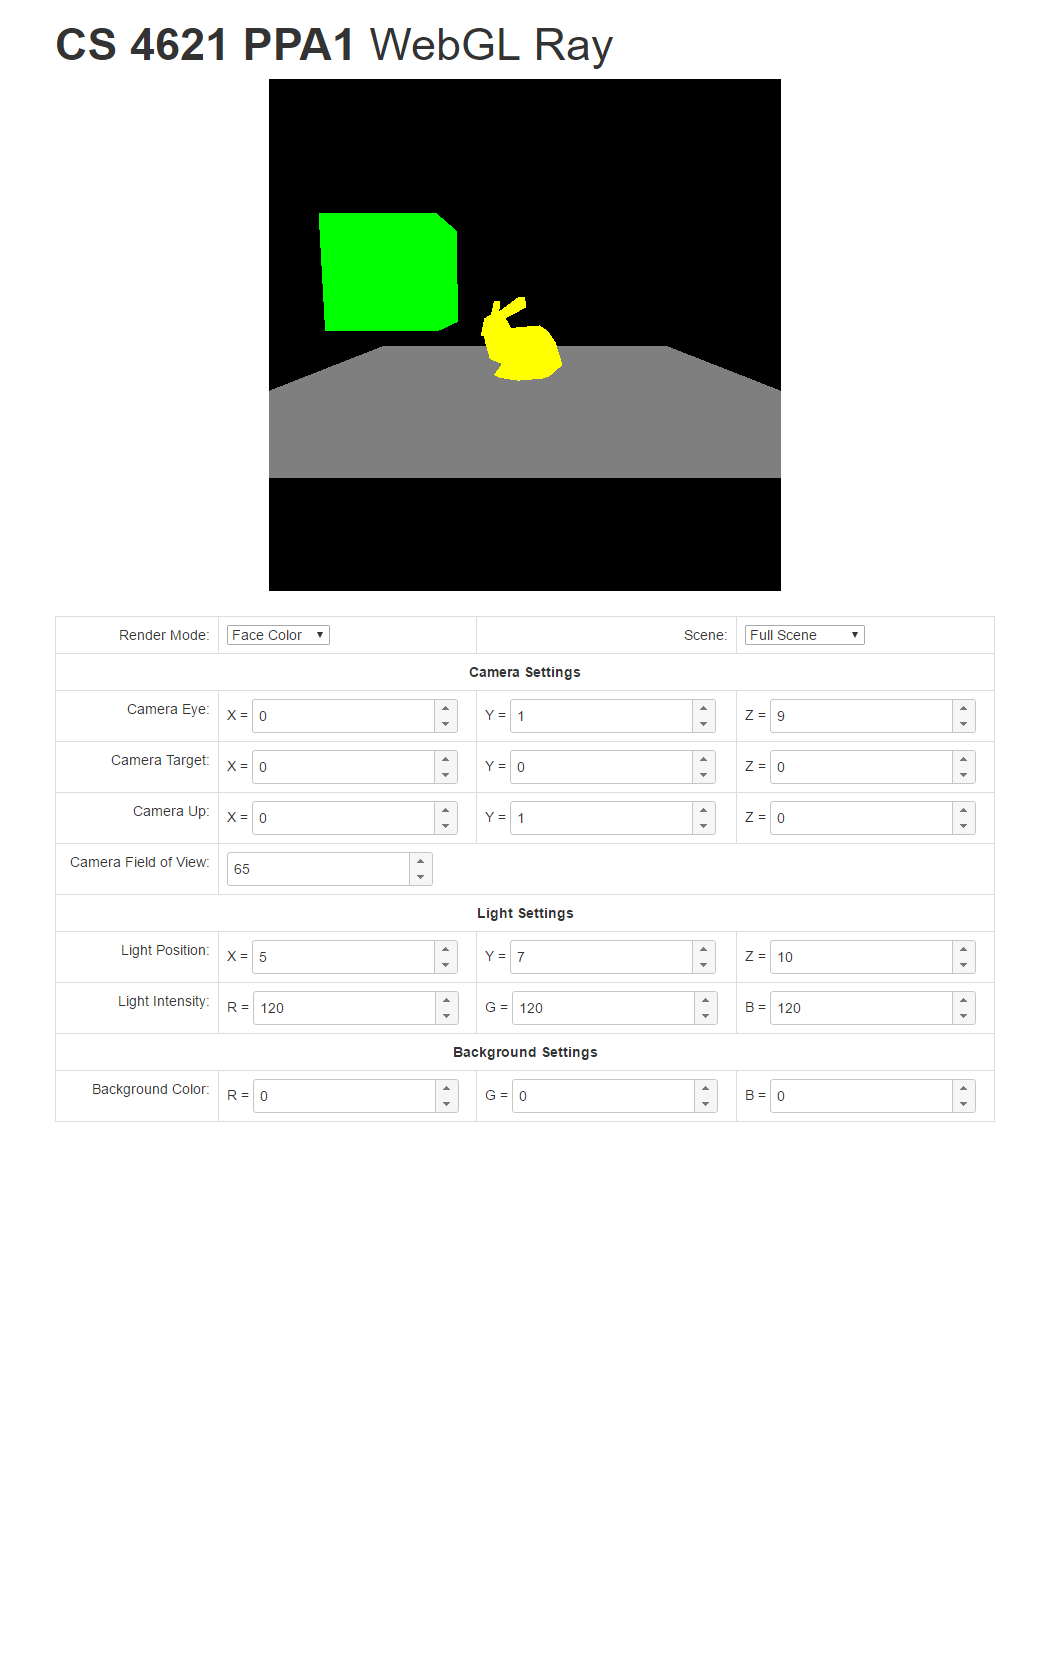 CS 4621 PPA1 WebGL Ray
Render Mode: Face Color Scene: Full Scene
Camera Settings
Camera Eye: X = 0 Y = 1 Z = 9
Camera Target: X = 0 Y = 0 Z = 0
Camera Up: X = 0 Y = 1 Z = 0
Camera Field of View: 65
Light Settings
Light Position: X = 5 Y = 7 Z = 10
Light Intensity: R = 120 G = 120 B = 120
Background Settings
Background Color: R = 0 G = 0 B = 0